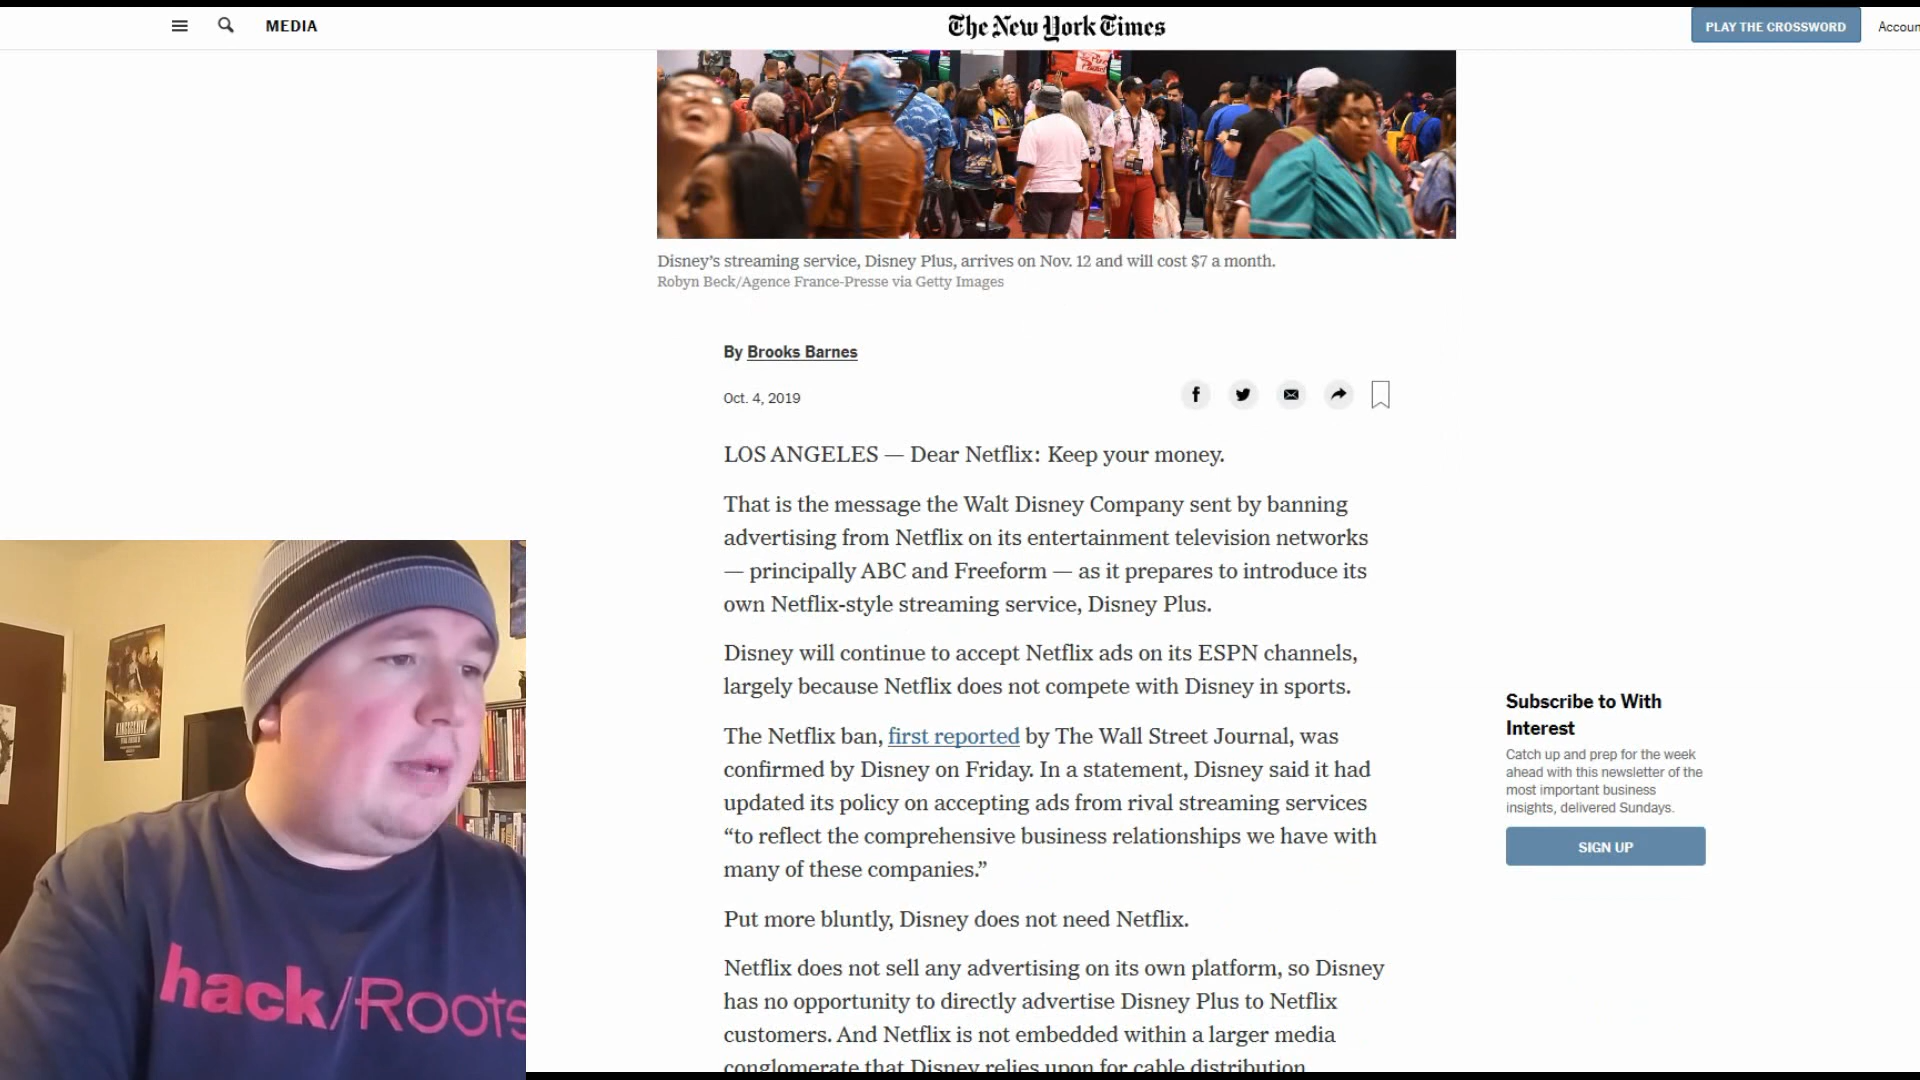 MEDIA
The New York Times
PLAY THE CROSSWORD
Disney’s streaming service, Disney Plus, arrives on Nov. 12 and will cost $7 a month.
Robyn Beck/Agence France-Presse via Getty Images
By Brooks Barnes
Oct. 4, 2019
LOS ANGELES — Dear Netflix: Keep your money.
That is the message the Walt Disney Company sent by banning
advertising from Netflix on its entertainment television networks
— principally ABC and Freeform — as it prepares to introduce its
own Netflix-style streaming service, Disney Plus.
Disney will continue to accept Netflix ads on its ESPN channels,
largely because Netflix does not compete with Disney in sports.
The Netflix ban, first reported by The Wall Street Journal, was
confirmed by Disney on Friday. In a statement, Disney said it had
updated its policy on accepting ads from rival streaming services
“to reflect the comprehensive business relationships we have with
many of these companies.”
Put more bluntly, Disney does not need Netflix.
Netflix does not sell any advertising on its own platform, so Disney
has no opportunity to directly advertise Disney Plus to Netflix
customers. And Netflix is not embedded within a larger media
conglomerate that Disney relies upon for cable distribution.
Subscribe to With
Interest
Catch up and prep for the week
ahead with this newsletter of the
most important business
insights, delivered Sundays.
SIGN UP
KINGSGLAIVE
hack/Roots